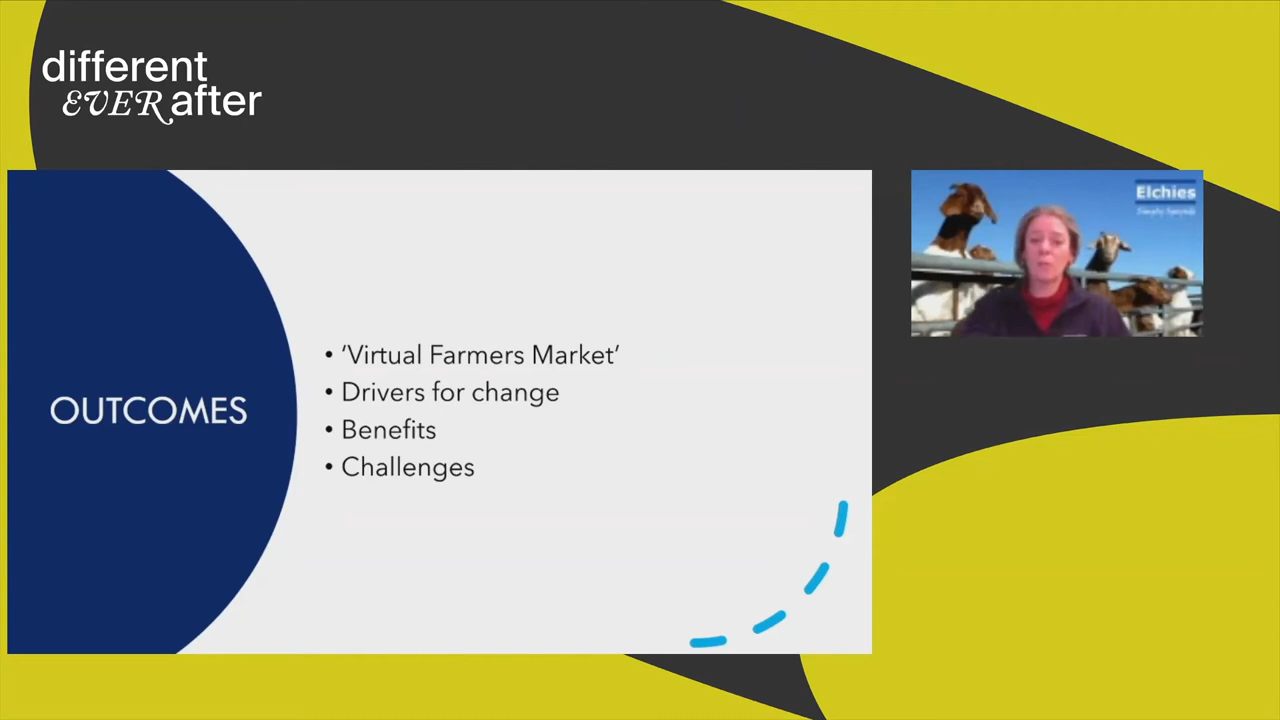 different
EVER after
OUTCOMES
• ‘Virtual Farmers Market’
• Drivers for change
• Benefits
• Challenges
Elchies